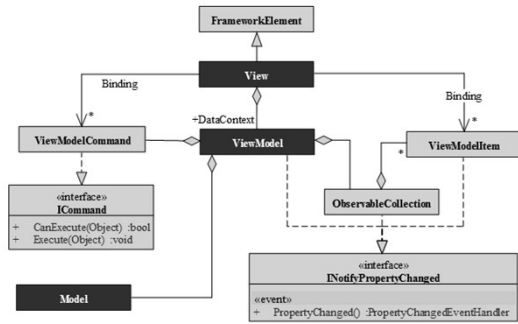 FrameworkElement
View
Binding
*
Binding
*
+DataContext
ViewModelCommand
ViewModel
ViewModelItem
*
«interface»
ICommand
+ CanExecute(Object) :bool
+ Execute(Object) :void
ObservableCollection
«interface»
INotifyPropertyChanged
«event»
+ PropertyChanged() :PropertyChangedEventHandler
Model